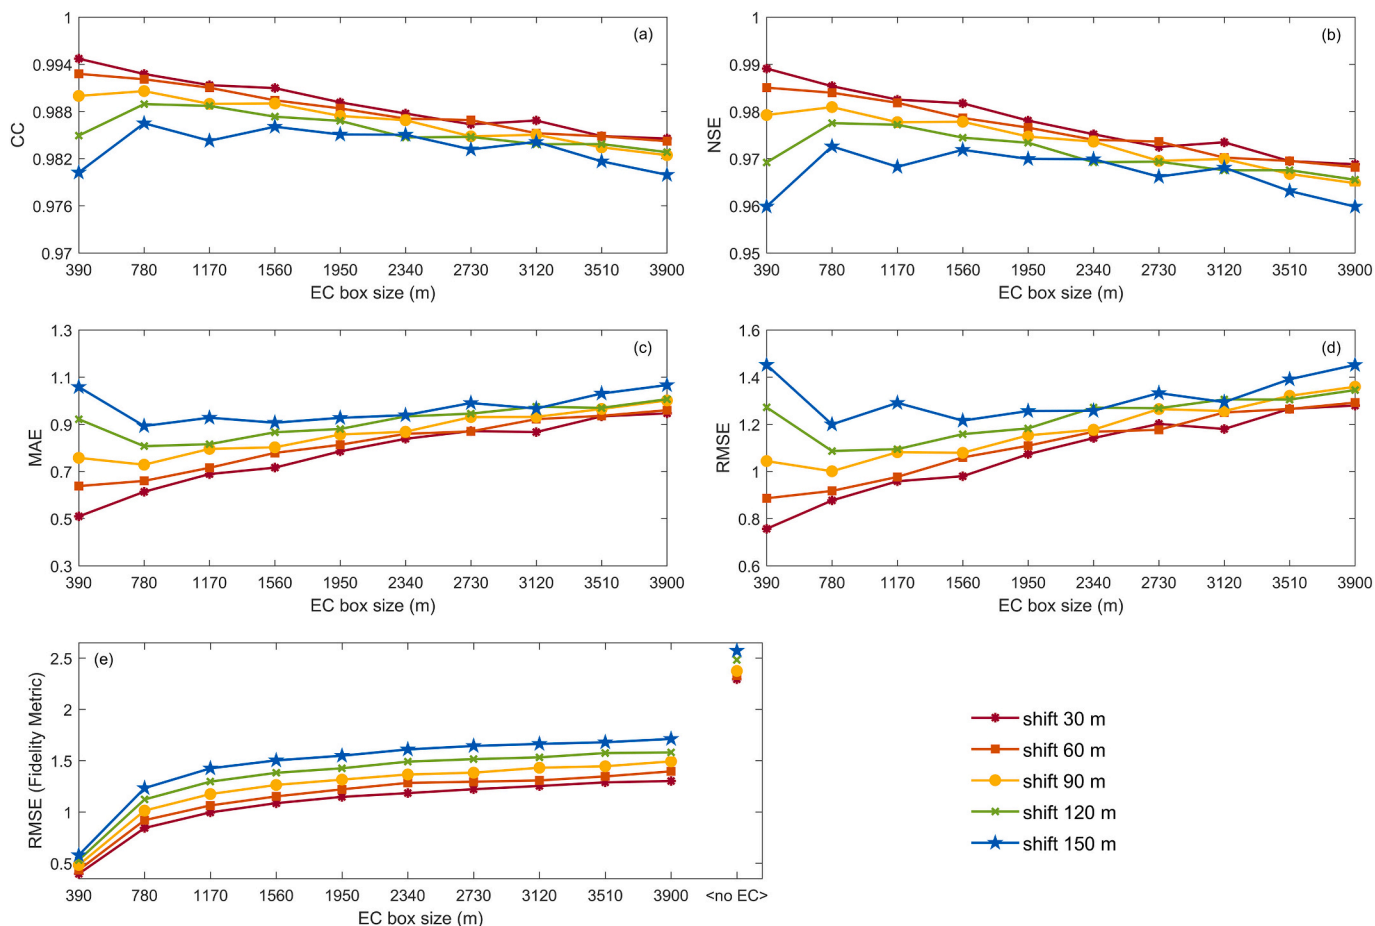 (a)
CC
1
0.994
0.988
0.982
0.976
0.97
390 780 1170 1560 1950 2340 2730 3120 3510 3900
EC box size (m)
(b)
NSE
1
0.99
0.98
0.97
0.96
0.95
390 780 1170 1560 1950 2340 2730 3120 3510 3900
EC box size (m)
(c)
MAE
1.3
1.1
0.9
0.7
0.5
0.3
390 780 1170 1560 1950 2340 2730 3120 3510 3900
EC box size (m)
(d)
RMSE
1.6
1.4
1.2
1
0.8
0.6
390 780 1170 1560 1950 2340 2730 3120 3510 3900
EC box size (m)
(e)
RMSE (Fidelity Metric)
2.5
2
1.5
1
0.5
390 780 1170 1560 1950 2340 2730 3120 3510 3900 <no EC>
EC box size (m)
shift 30 m
shift 60 m
shift 90 m
shift 120 m
shift 150 m